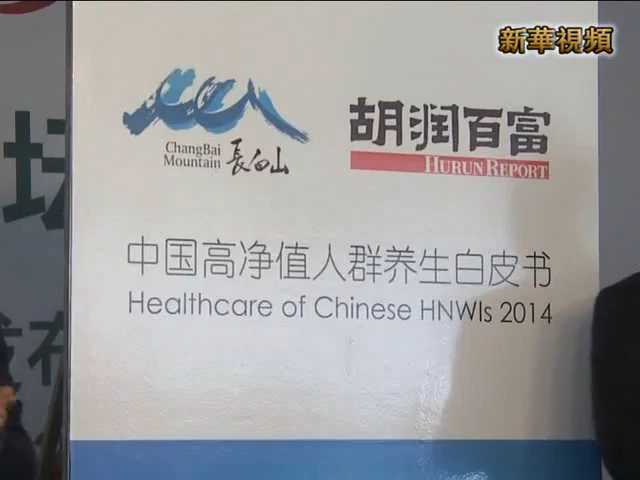 新華視頻
ChangBai
Mountain 長白山
胡润百富
HURUN REPORT
中国高净值人群养生白皮书
Healthcare of Chinese HNWIs 2014
坛